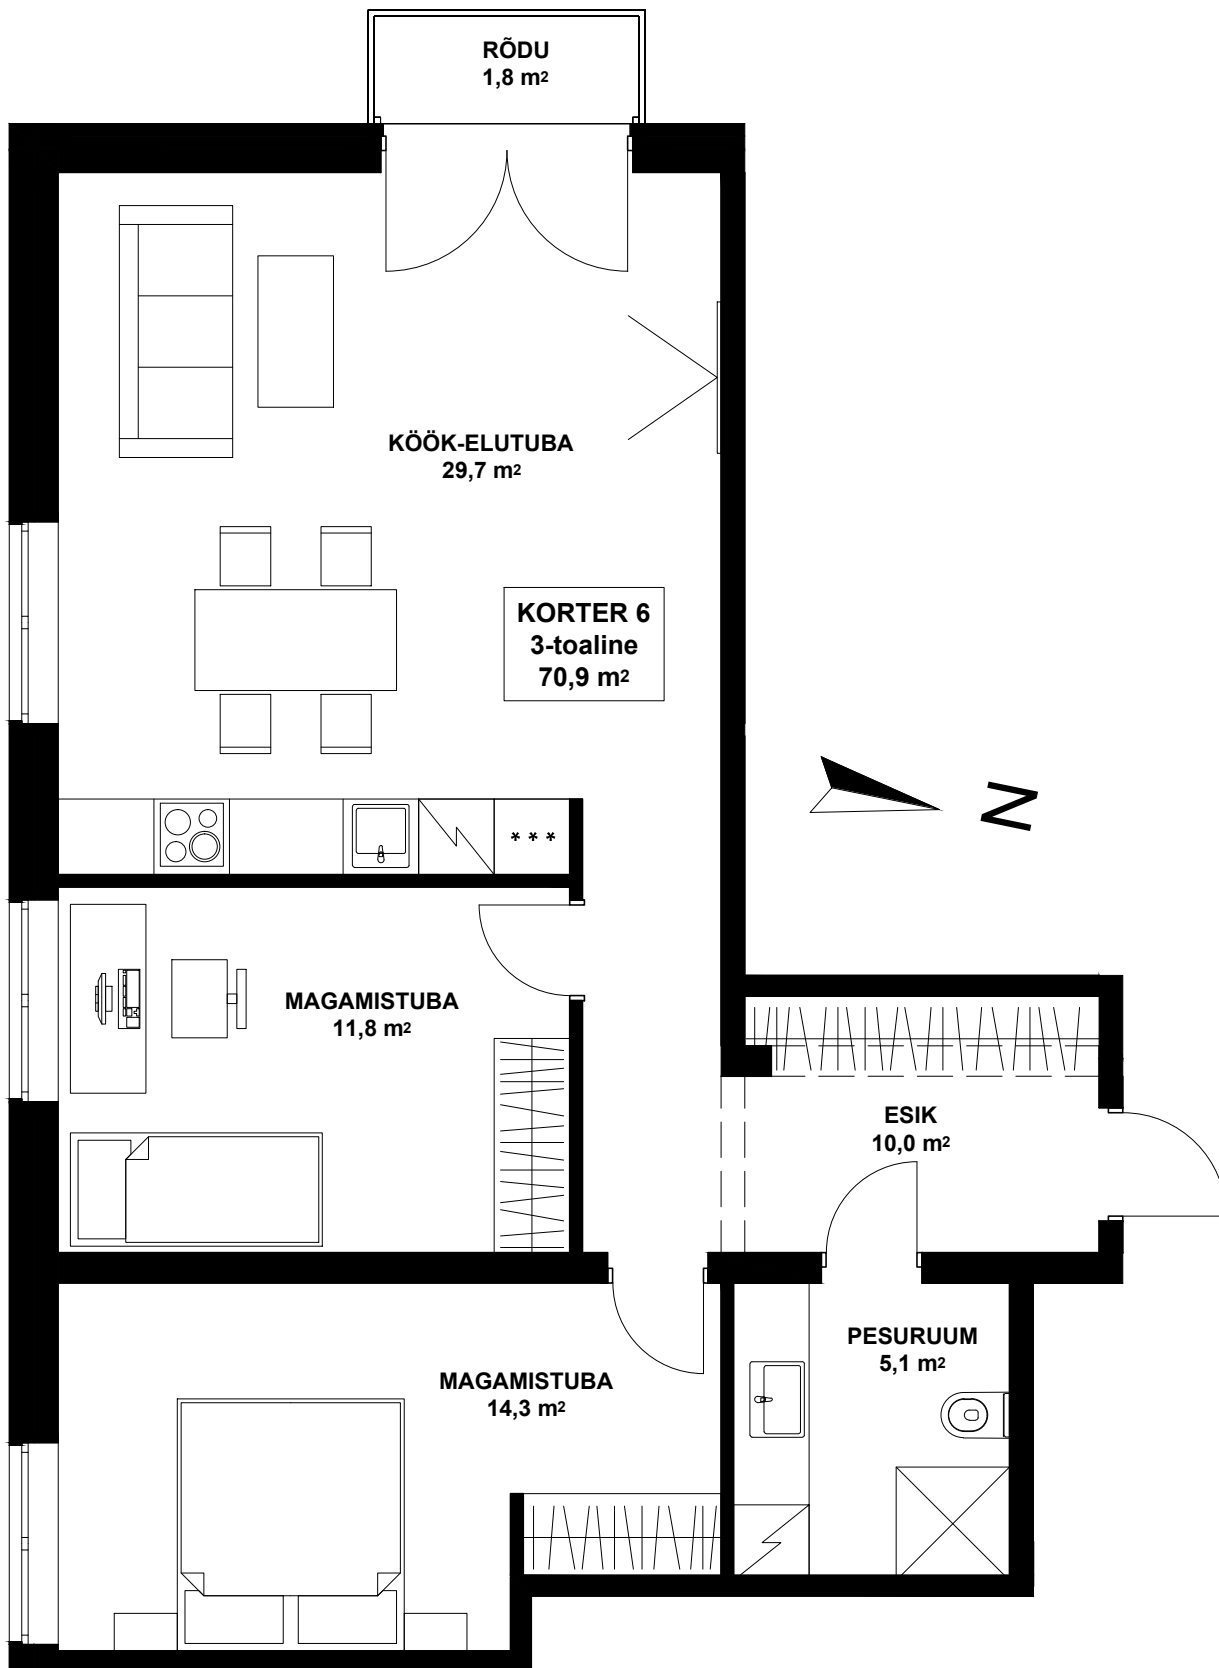 RÕDU
1,8 m²
KÖÖK-ELUTUBA
29,7 m²
KORTER 6
3-toaline
70,9 m²
N
***
MAGAMISTUBA
11,8 m²
ESIK
10,0 m²
PESURUUM
5,1 m²
MAGAMISTUBA
14,3 m²